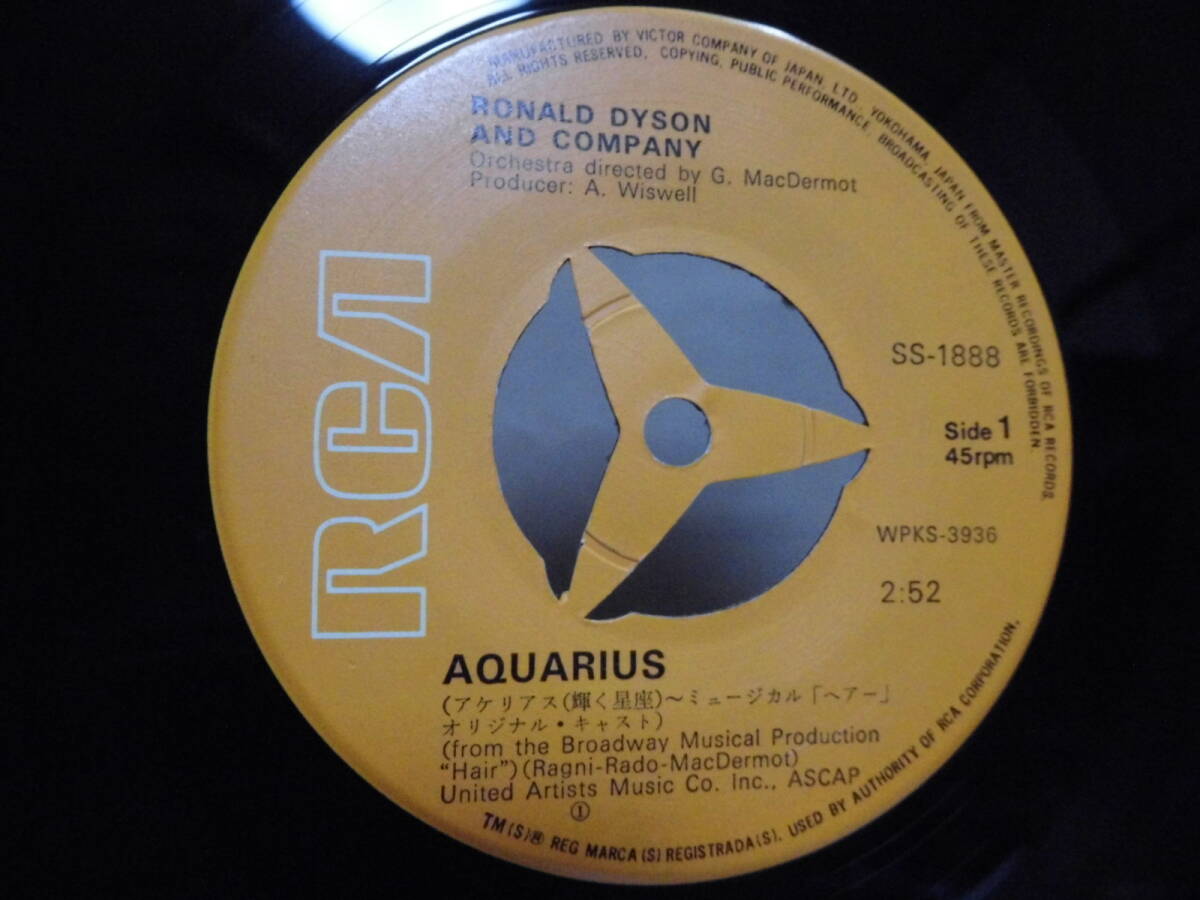 MANUFACTURED BY VICTOR COMPANY OF JAPAN, LTD., YOKOHAMA, JAPAN FROM MASTER RECORDINGS OF RCA RECORDS.
ALL RIGHTS RESERVED. COPYING, PUBLIC PERFORMANCE, BROADCASTING OF THESE RECORDS ARE FORBIDDEN.
RONALD DYSON
AND COMPANY
Orchestra directed by G. MacDermot
Producer: A. Wiswell
RCA
SS-1888
Side 1
45rpm
WPKS-3936
2:52
AQUARIUS
(アケリアス(輝く星座)～ミュージカル「ヘアー」
オリジナル・キャスト)
(from the Broadway Musical Production
“Hair”)(Ragni-Rado-MacDermot)
United Artists Music Co. Inc., ASCAP
①
TM(S)® REG MARCA(S) REGISTRADA(S). USED BY AUTHORITY OF RCA CORPORATION.